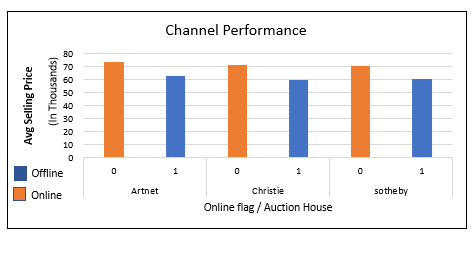 Channel Performance
Avg Selling Price
(In Thousands)
80
70
60
50
40
30
20
10
0
0 1 0 1 0 1
Artnet Christie sotheby
Online flag / Auction House
Offline
Online